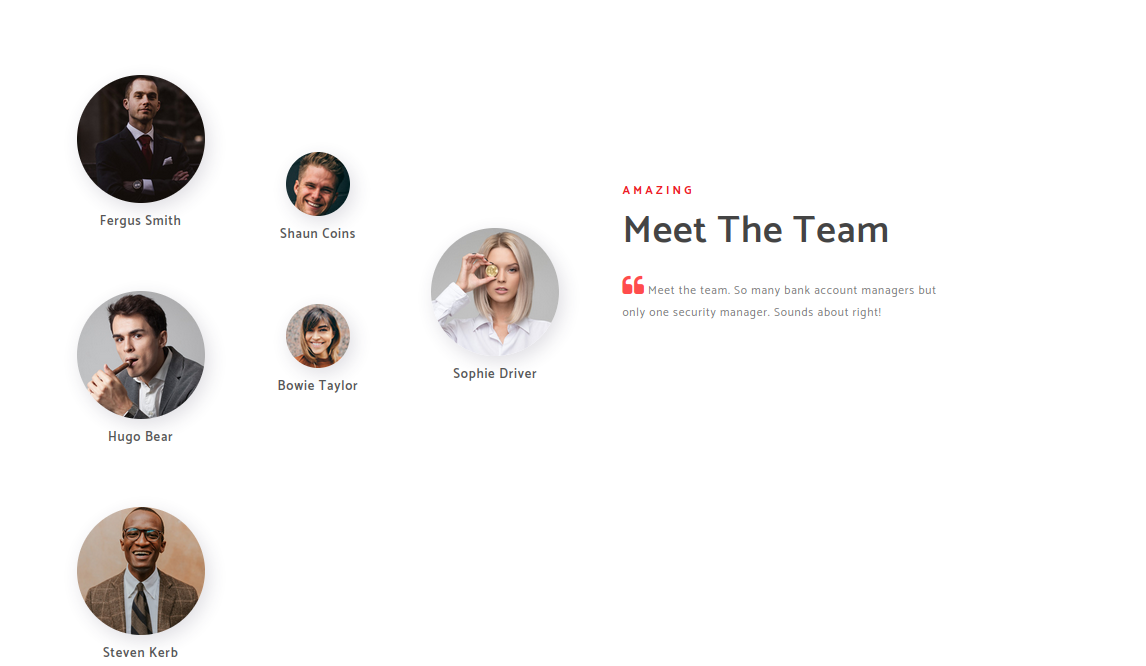 Fergus Smith
Shaun Coins
Hugo Bear
Bowie Taylor
Sophie Driver
Steven Kerb
AMAZING
Meet The Team
Meet the team. So many bank account managers but
only one security manager. Sounds about right!